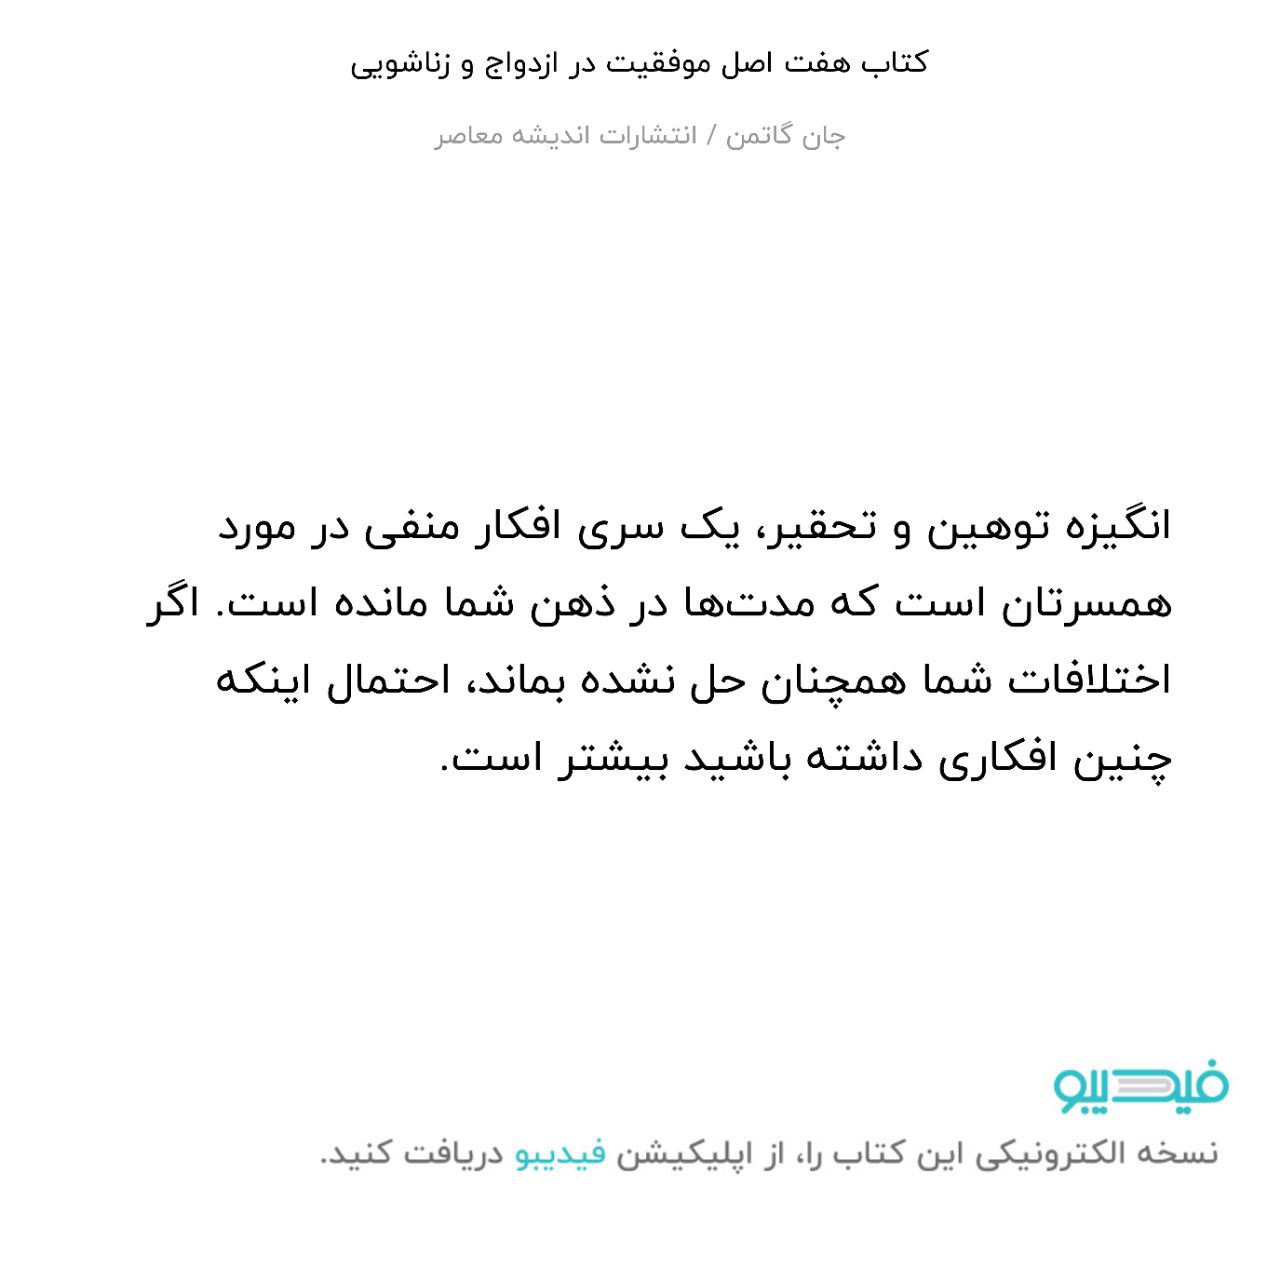 کتاب هفت اصل موفقیت در ازدواج و زناشویی
جان گاتمن / انتشارات اندیشه معاصر
انگیزه توهین و تحقیر، یک سری افکار منفی در مورد
همسرتان است که مدت‌ها در ذهن شما مانده است. اگر
اختلافات شما همچنان حل نشده بماند، احتمال اینکه
چنین افکاری داشته باشید بیشتر است.
فیدیبو
نسخه الکترونیکی این کتاب را، از اپلیکیشن فیدیبو دریافت کنید.